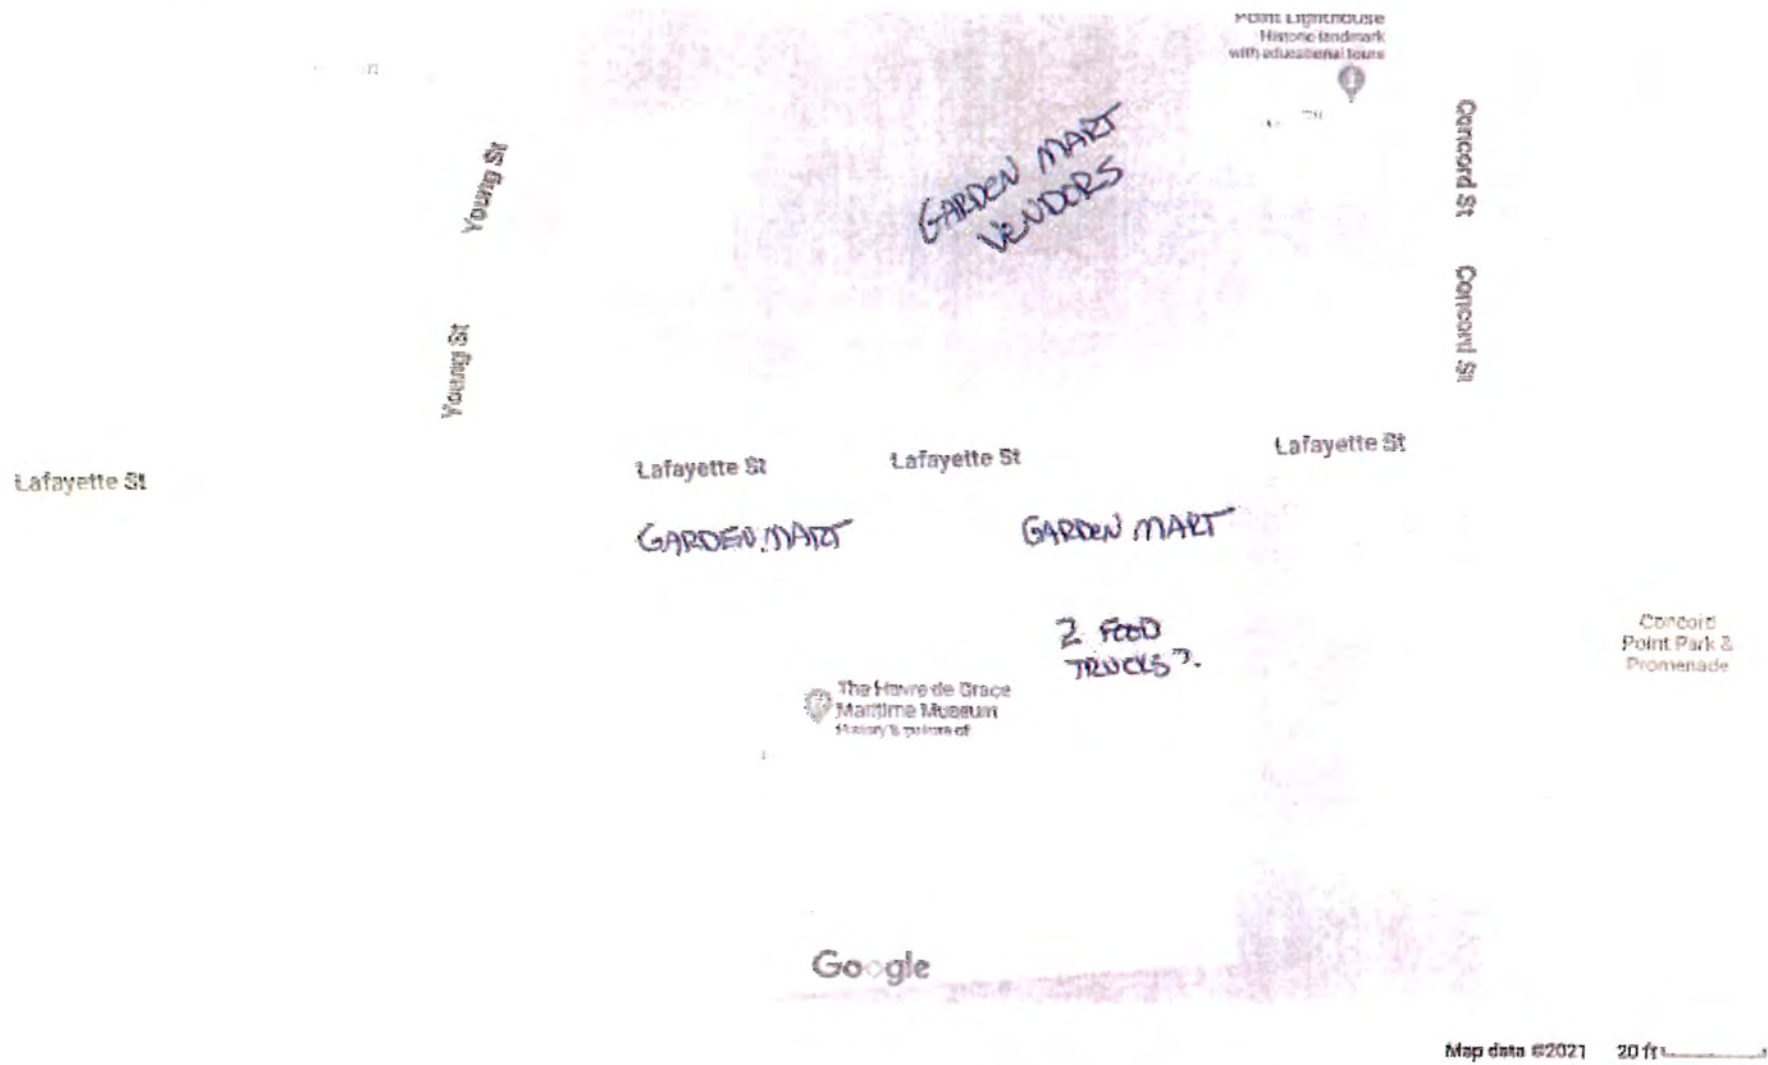 Point Lighthouse
Historic landmark
with educational tours
GARDEN MART
VENDORS
Young St
Concord St
Young St
Concord St
Lafayette St
Lafayette St
Lafayette St
Lafayette St
GARDEN MART
GARDEN MART
2 FOOD
TRUCKS
The Havre de Grace
Maritime Museum
Concord
Point Park &
Promenade
Google
Map data ©2021
20 ft